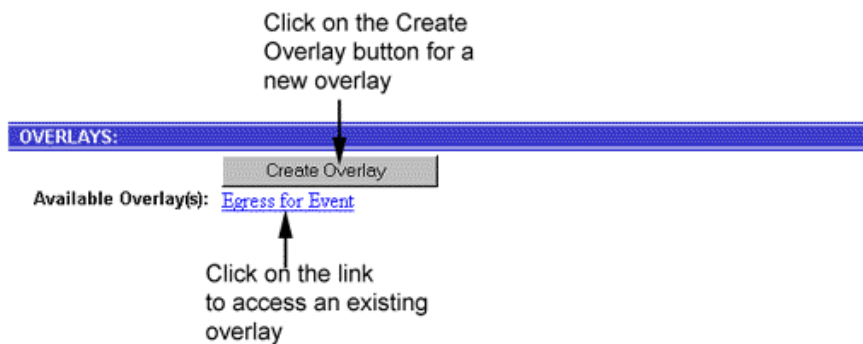 Click on the Create
Overlay button for a
new overlay
OVERLAYS:
Create Overlay
Available Overlay(s): Egress for Event
Click on the link
to access an existing
overlay